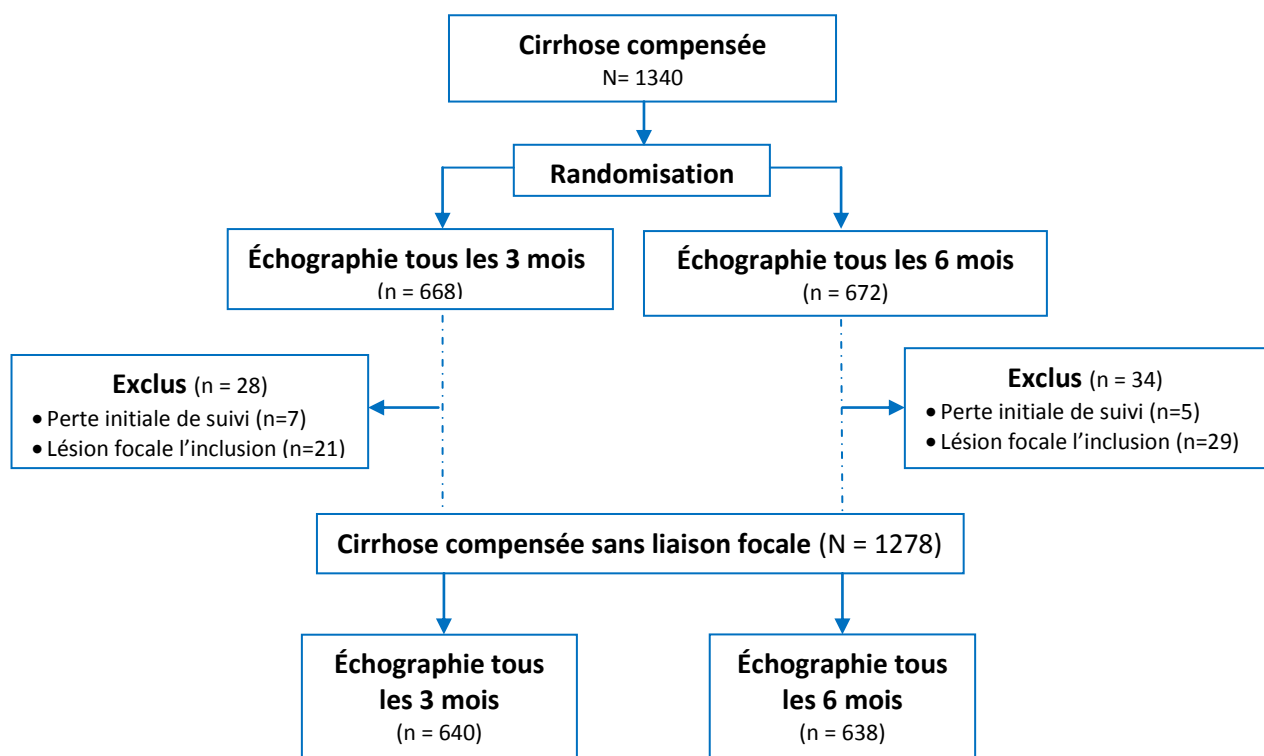 Cirrhose compensée
N= 1340
Randomisation
Échographie tous les 3 mois
(n = 668)
Échographie tous les 6 mois
(n = 672)
Exclus (n = 28)
• Perte initiale de suivi (n=7)
• Lésion focale l’inclusion (n=21)
Exclus (n = 34)
• Perte initiale de suivi (n=5)
• Lésion focale l’inclusion (n=29)
Cirrhose compensée sans liaison focale (N = 1278)
Échographie tous
les 3 mois
(n = 640)
Échographie tous
les 6 mois
(n = 638)